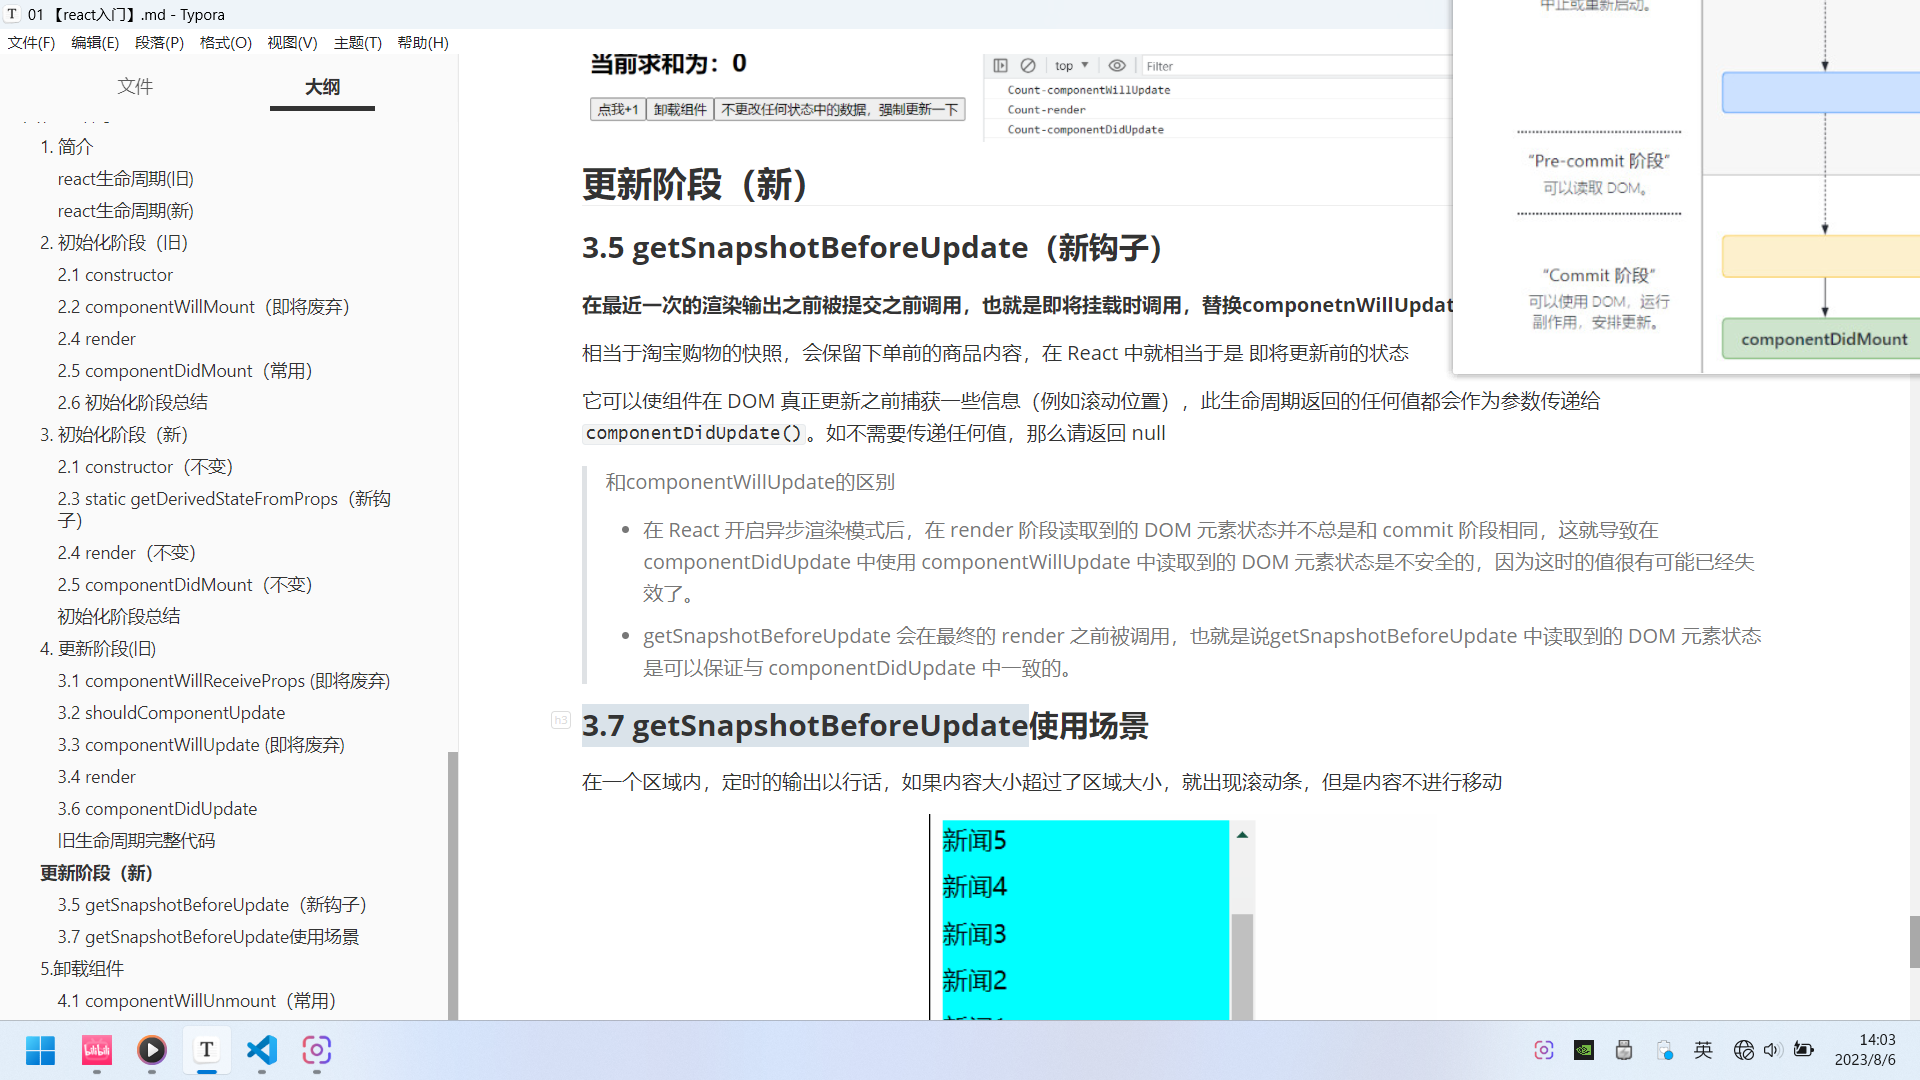 01 【react入门】.md - Typora
文件(F) 编辑(E) 段落(P) 格式(O) 视图(V) 主题(T) 帮助(H)
文件 大纲
1. 简介
react生命周期(旧)
react生命周期(新)
2. 初始化阶段（旧）
2.1 constructor
2.2 componentWillMount（即将废弃）
2.4 render
2.5 componentDidMount（常用）
2.6 初始化阶段总结
3. 初始化阶段（新）
2.1 constructor（不变）
2.3 static getDerivedStateFromProps（新钩
子）
2.4 render（不变）
2.5 componentDidMount（不变）
初始化阶段总结
4. 更新阶段(旧)
3.1 componentWillReceiveProps (即将废弃)
3.2 shouldComponentUpdate
3.3 componentWillUpdate (即将废弃)
3.4 render
3.6 componentDidUpdate
旧生命周期完整代码
更新阶段（新）
3.5 getSnapshotBeforeUpdate（新钩子）
3.7 getSnapshotBeforeUpdate使用场景
5.卸载组件
4.1 componentWillUnmount（常用）
当前求和为：0
点我+1 卸载组件 不更改任何状态中的数据，强制更新一下
top ▼ Filter
Count-componentWillUpdate
Count-render
Count-componentDidUpdate
更新阶段（新）
3.5 getSnapshotBeforeUpdate（新钩子）
在最近一次的渲染输出之前被提交之前调用，也就是即将挂载时调用，替换componetnWillUpdat
相当于淘宝购物的快照，会保留下单前的商品内容，在 React 中就相当于是 即将更新前的状态
它可以使组件在 DOM 真正更新之前捕获一些信息（例如滚动位置），此生命周期返回的任何值都会作为参数传递给
componentDidUpdate()。如不需要传递任何值，那么请返回 null
和componentWillUpdate的区别
• 在 React 开启异步渲染模式后，在 render 阶段读取到的 DOM 元素状态并不总是和 commit 阶段相同，这就导致在
componentDidUpdate 中使用 componentWillUpdate 中读取到的 DOM 元素状态是不安全的，因为这时的值很有可能已经失
效了。
• getSnapshotBeforeUpdate 会在最终的 render 之前被调用，也就是说getSnapshotBeforeUpdate 中读取到的 DOM 元素状态
是可以保证与 componentDidUpdate 中一致的。
h3
3.7 getSnapshotBeforeUpdate使用场景
在一个区域内，定时的输出以行话，如果内容大小超过了区域大小，就出现滚动条，但是内容不进行移动
新闻5
新闻4
新闻3
新闻2
中止或重新启动。
“Pre-commit 阶段”
可以读取 DOM。
“Commit 阶段”
可以使用 DOM，运行
副作用，安排更新。
componentDidMount
bilibili
T
英
14:03
2023/8/6